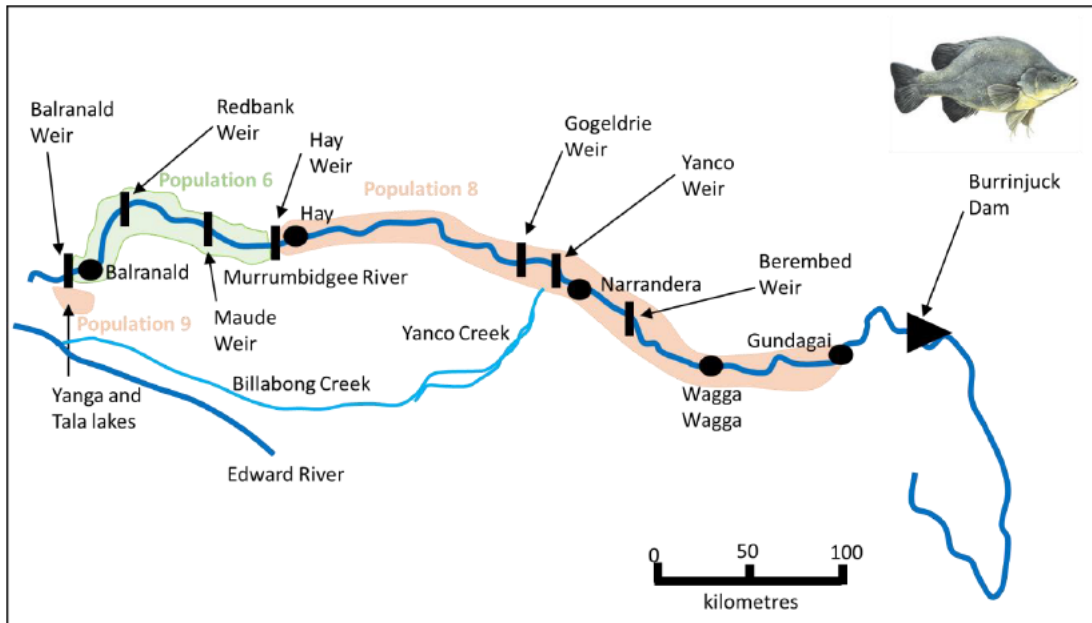 Balranald
Weir
Redbank
Weir
Hay
Weir
Gogeldrie
Weir
Yanco
Weir
Burrinjuck
Dam
Population 6
Population 8
Hay
Balranald
Murrumbidgee River
Narrandera
Berembed
Weir
Population 9
Maude
Weir
Yanco Creek
Gundagai
Billabong Creek
Yanga and
Tala lakes
Wagga
Wagga
Edward River
0 50 100
kilometres